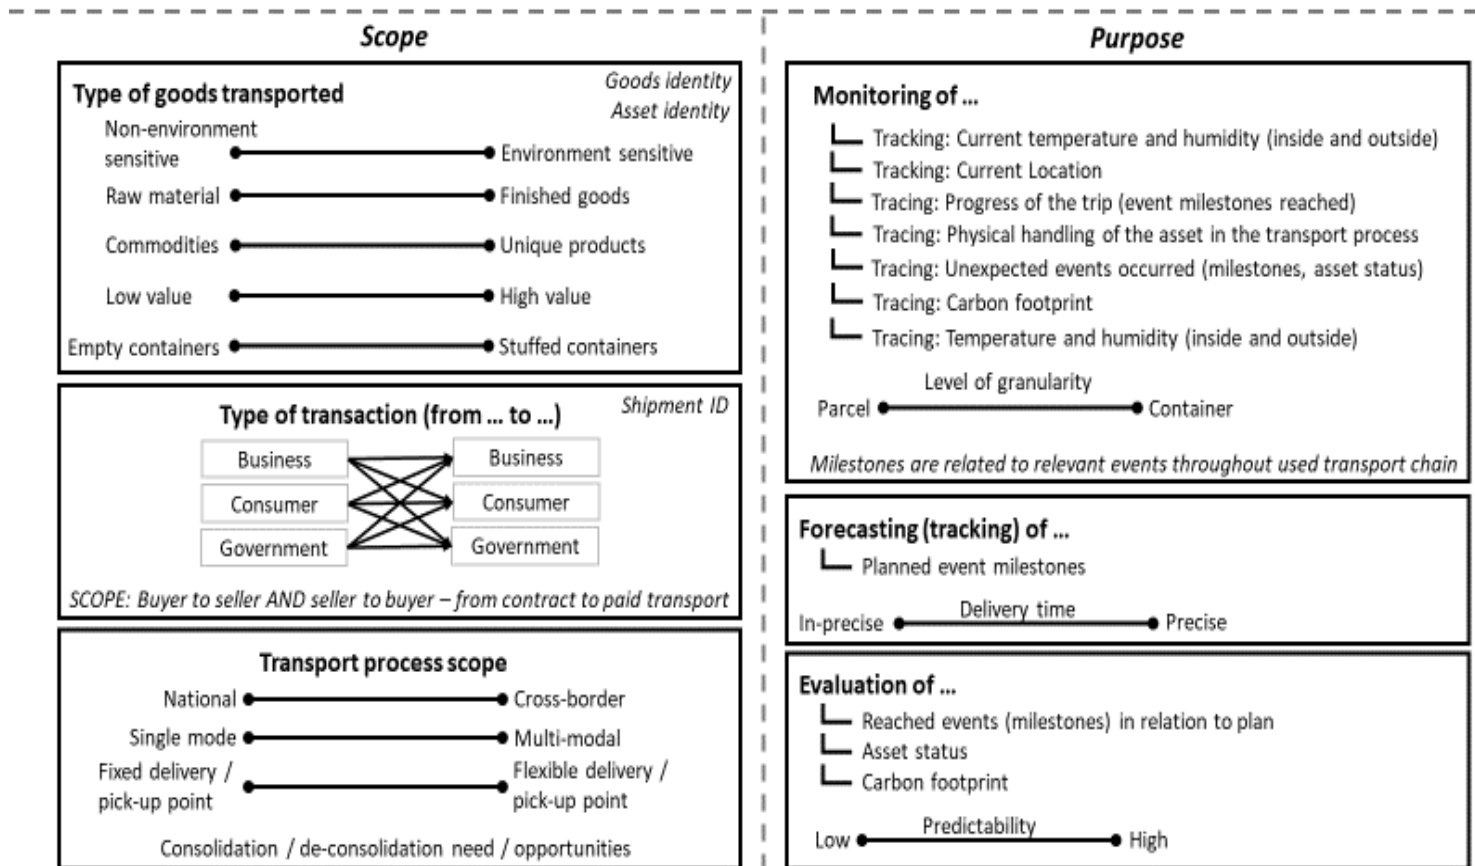 Scope
Type of goods transported
Goods identity
Asset identity
Non-environment
sensitive
Environment sensitive
Raw material
Finished goods
Commodities
Unique products
Low value
High value
Empty containers
Stuffed containers
Type of transaction (from ... to ...)
Shipment ID
Business
Business
Consumer
Consumer
Government
Government
SCOPE: Buyer to seller AND seller to buyer – from contract to paid transport
Transport process scope
National
Cross-border
Single mode
Multi-modal
Fixed delivery /
pick-up point
Flexible delivery /
pick-up point
Consolidation / de-consolidation need / opportunities
Purpose
Monitoring of ...
Tracking: Current temperature and humidity (inside and outside)
Tracking: Current Location
Tracing: Progress of the trip (event milestones reached)
Tracing: Physical handling of the asset in the transport process
Tracing: Unexpected events occurred (milestones, asset status)
Tracing: Carbon footprint
Tracing: Temperature and humidity (inside and outside)
Level of granularity
Parcel
Container
Milestones are related to relevant events throughout used transport chain
Forecasting (tracking) of ...
Planned event milestones
Delivery time
In-precise
Precise
Evaluation of ...
Reached events (milestones) in relation to plan
Asset status
Carbon footprint
Predictability
Low
High